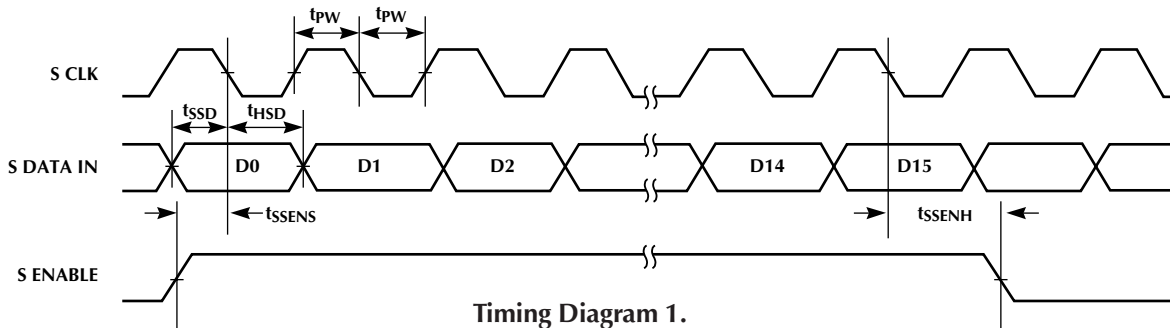 tPW tPW
S CLK
tSSD tHSD
S DATA IN D0 D1 D2 D14 D15
tSSENS tSSENH
S ENABLE
Timing Diagram 1.